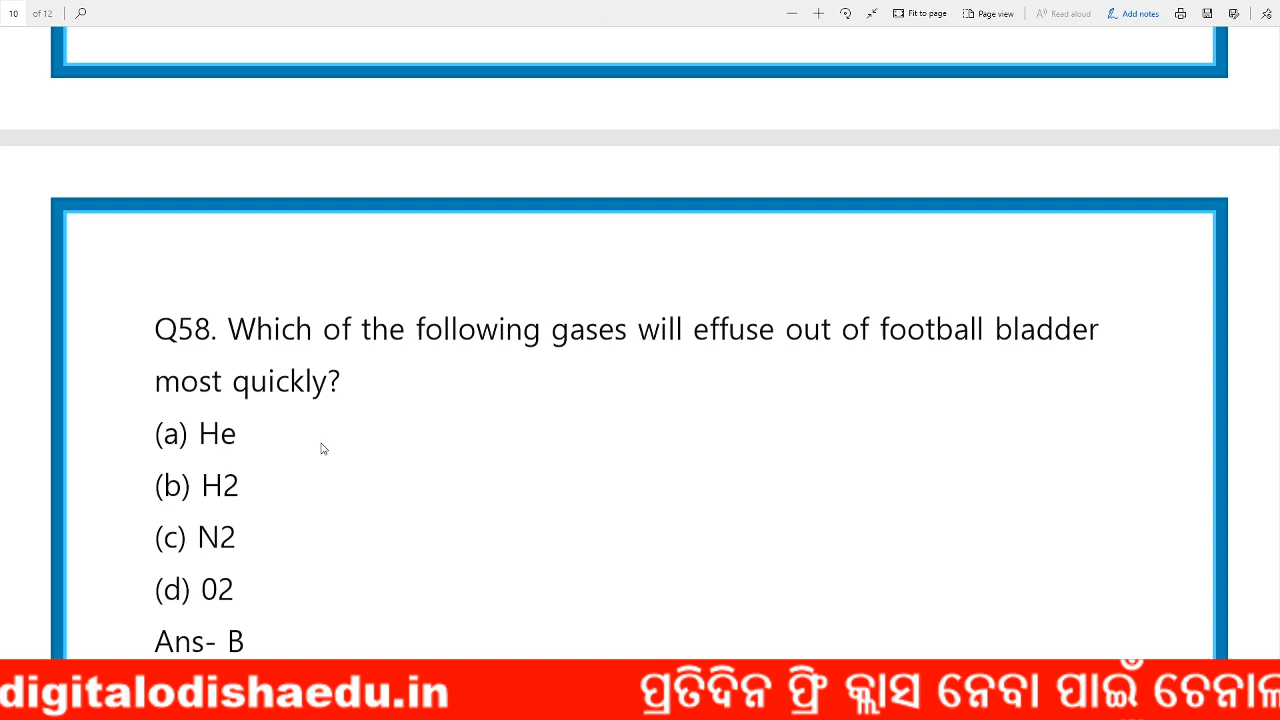 10 of 12 Fit to page Page view Read aloud Add notes
Q58. Which of the following gases will effuse out of football bladder
most quickly?
(a) He
(b) H2
(c) N2
(d) 02
Ans- B
digitalodishaedu.in ପ୍ରତିଦିନ ଫ୍ରି କ୍ଲାସ ନେବା ପାଇଁ